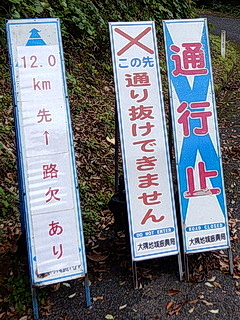 12.0
km
先
↑
路
欠
あり
この先
通り抜けできません
DO NOT ENTER
大隅地域振興局
通行止
ROAD CLOSED
大隅地域振興局